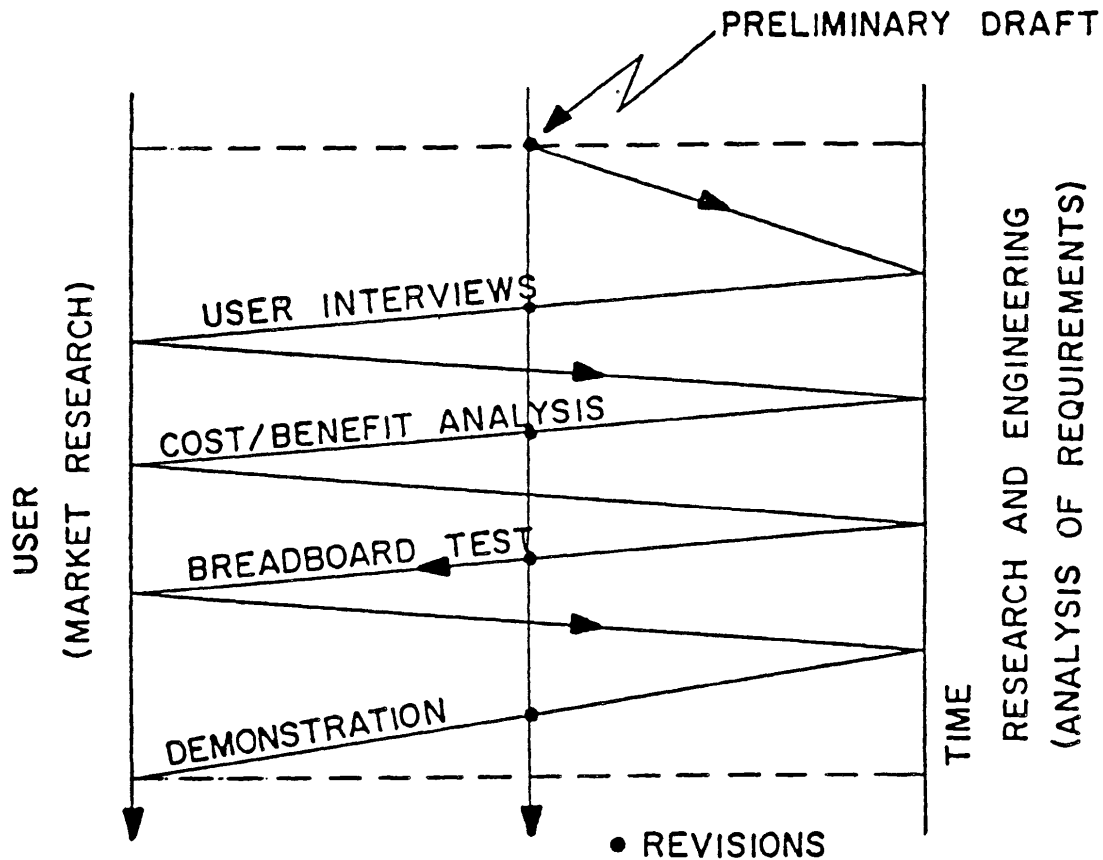 PRELIMINARY DRAFT
USER INTERVIEWS
COST/BENEFIT ANALYSIS
BREADBOARD TEST
DEMONSTRATION
USER
(MARKET RESEARCH)
TIME
RESEARCH AND ENGINEERING
(ANALYSIS OF REQUIREMENTS)
• REVISIONS